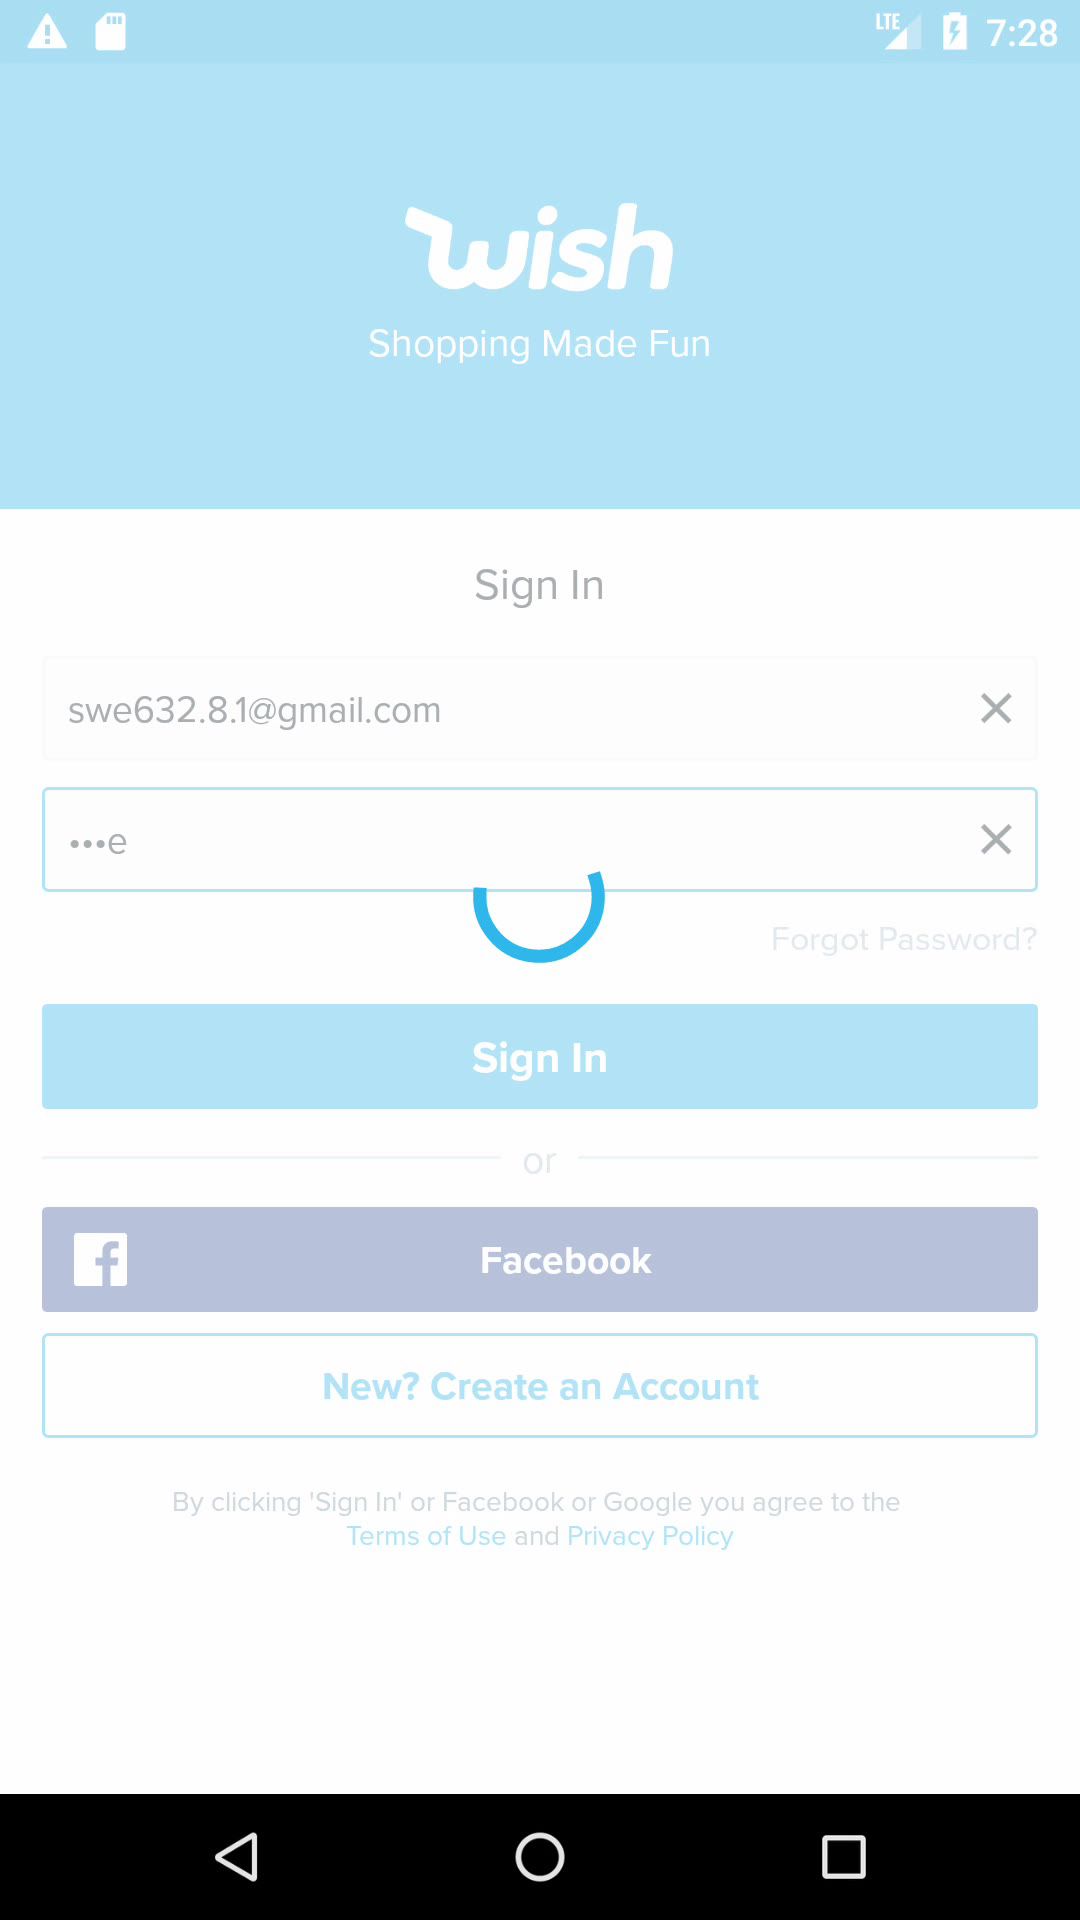 LTE 7:28
wish
Shopping Made Fun
Sign In
swe632.8.1@gmail.com
•••e
Forgot Password?
Sign In
or
Facebook
New? Create an Account
By clicking 'Sign In' or Facebook or Google you agree to the
Terms of Use and Privacy Policy